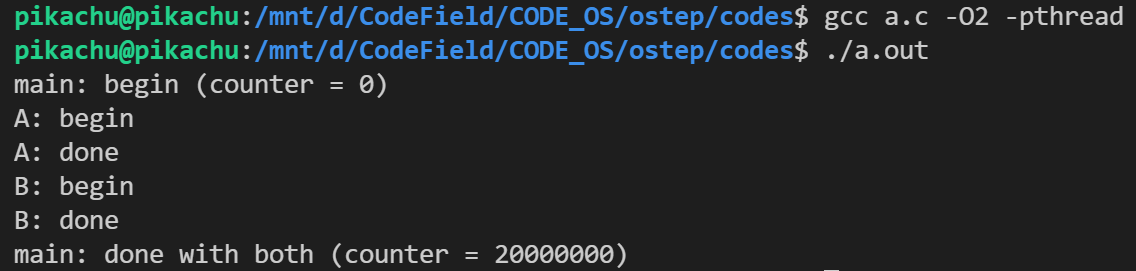 pikachu@pikachu:/mnt/d/CodeField/CODE_OS/ostep/codes$ gcc a.c -O2 -pthread
pikachu@pikachu:/mnt/d/CodeField/CODE_OS/ostep/codes$ ./a.out
main: begin (counter = 0)
A: begin
A: done
B: begin
B: done
main: done with both (counter = 20000000)